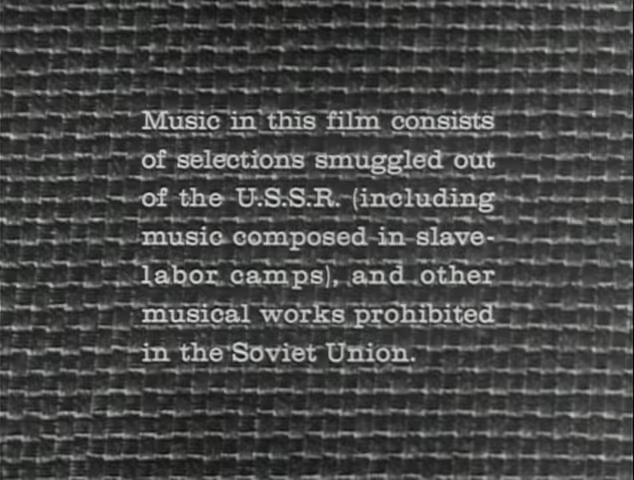 Music in this film consists
of selections smuggled out
of the U.S.S.R. (including
music composed in slave-
labor camps), and other
musical works prohibited
in the Soviet Union.